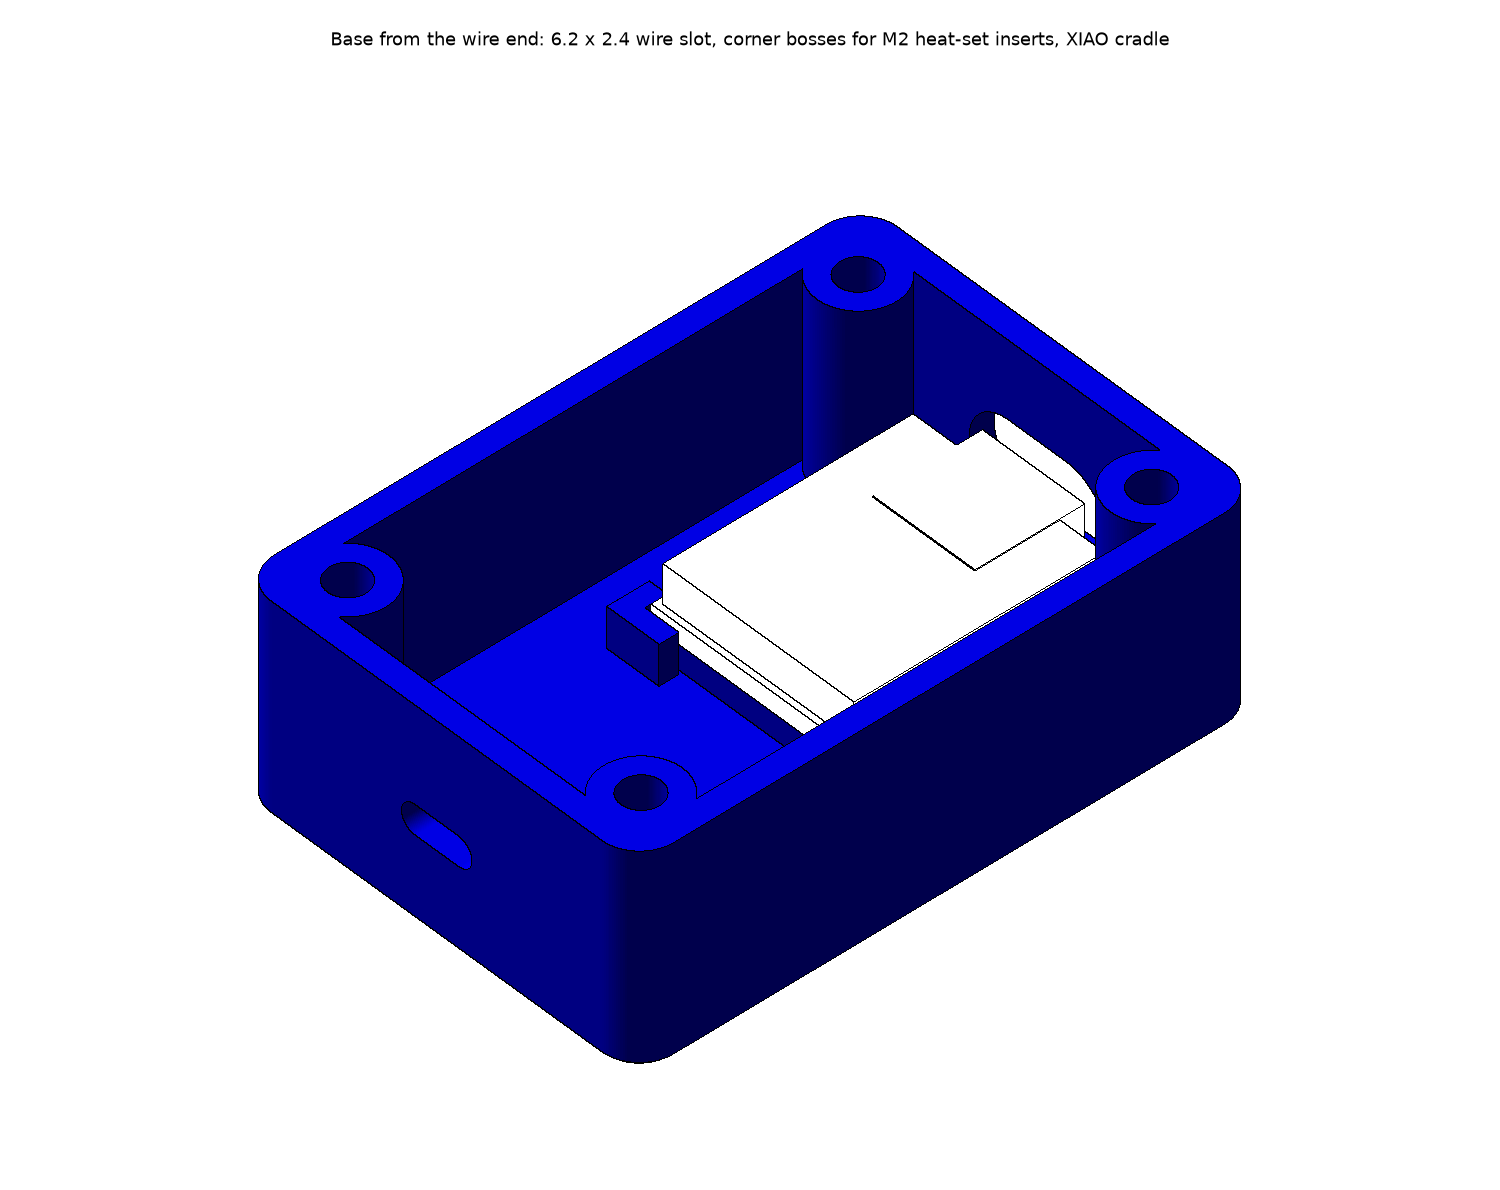 Base from the wire end: 6.2 x 2.4 wire slot, corner bosses for M2 heat-set inserts, XIAO cradle